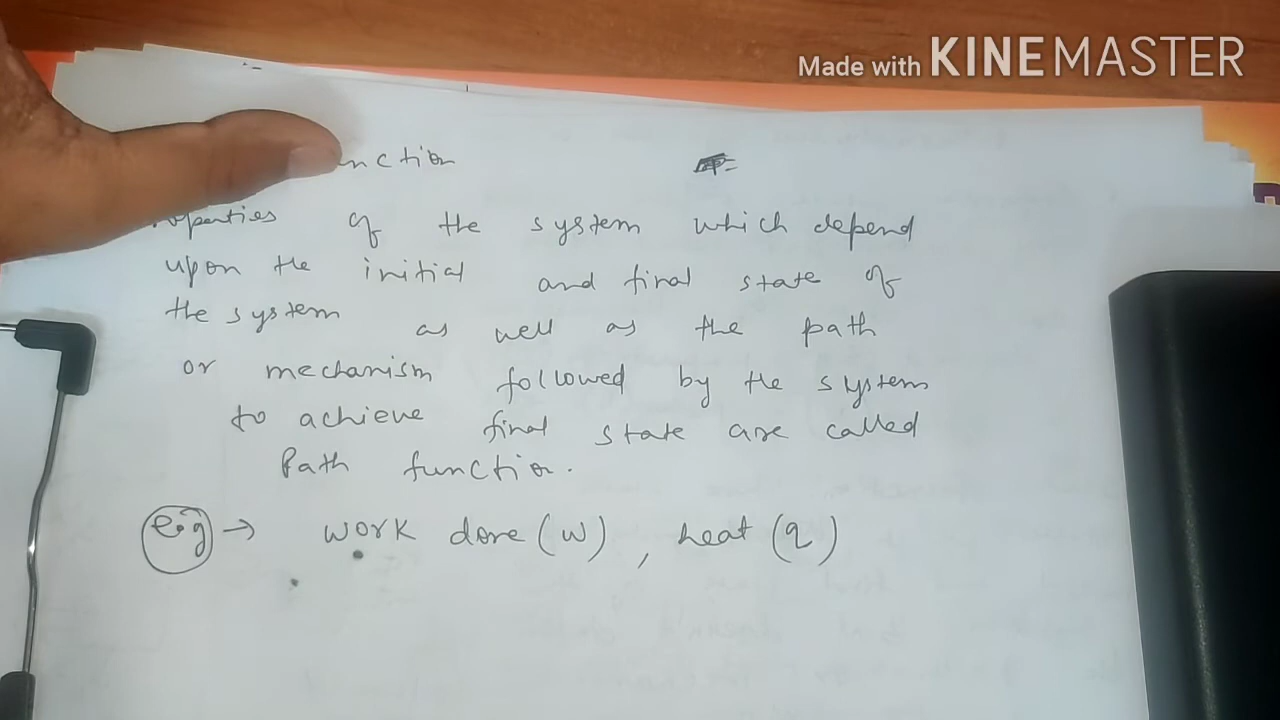 Made with KINEMASTER
nction
operties of the system which depend
upon the initial and final state of
the system as well as the path
or mechanism followed by the system
to achieve final state are called
Path function.
e.g → work done (w), heat (q)